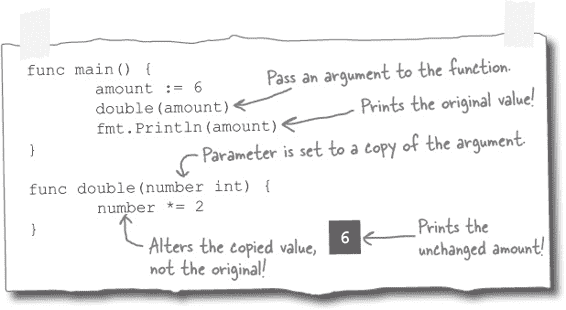 func main() {
amount := 6
double(amount)
fmt.Println(amount)
}
Pass an argument to the function.
Prints the original value!
Parameter is set to a copy of the argument.
func double(number int) {
number *= 2
}
Alters the copied value,
not the original!
6
Prints the
unchanged amount!